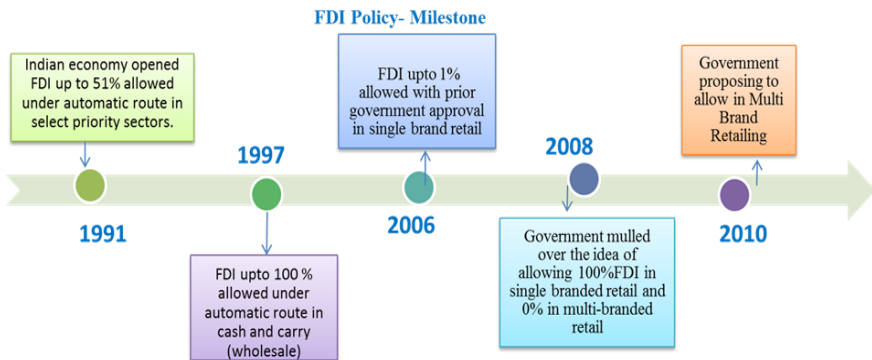 FDI Policy- Milestone
Indian economy opened
FDI up to 51% allowed
under automatic route in
select priority sectors.
1991
1997
FDI upto 100 %
allowed under
automatic route in
cash and carry
(wholesale)
FDI upto 1%
allowed with prior
government approval
in single brand retail
2006
2008
Government mulled
over the idea of
allowing 100%FDI in
single branded retail and
0% in multi-branded
retail
Government
proposing to
allow in Multi
Brand
Retailing
2010